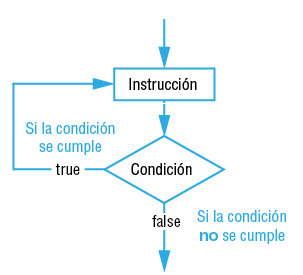 Instrucción
Si la condición
se cumple
true
Condición
false
Si la condición
no se cumple